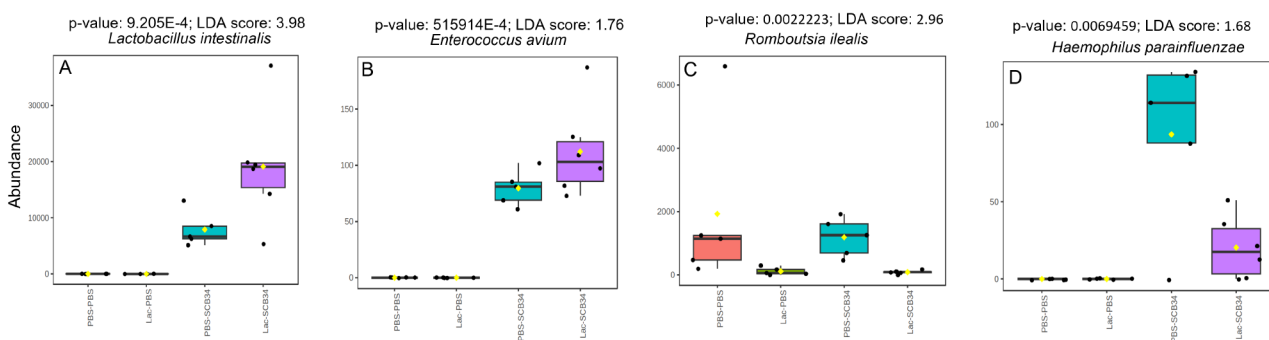 p-value: 9.205E-4; LDA score: 3.98
Lactobacillus intestinalis
A
Abundance
30000
20000
10000
0
PBS-PBS
Lac-PBS
PBS-SCB34
Lac-SCB34
p-value: 515914E-4; LDA score: 1.76
Enterococcus avium
B
150
100
50
0
PBS-PBS
Lac-PBS
PBS-SCB34
Lac-SCB34
p-value: 0.0022223; LDA score: 2.96
Romboutsia ilealis
C
6000
4000
2000
0
PBS-PBS
Lac-PBS
PBS-SCB34
Lac-SCB34
p-value: 0.0069459; LDA score: 1.68
Haemophilus parainfluenzae
D
100
50
0
PBS-PBS
Lac-PBS
PBS-SCB34
Lac-SCB34